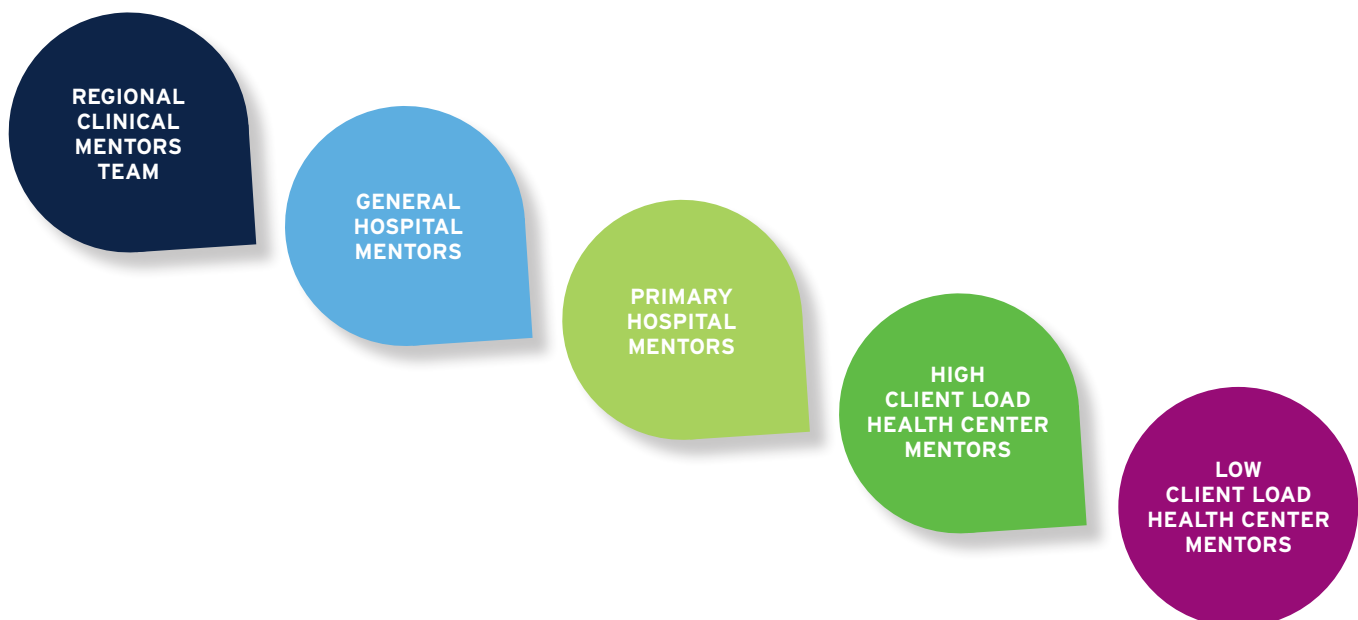 REGIONAL
CLINICAL
MENTORS
TEAM
GENERAL
HOSPITAL
MENTORS
PRIMARY
HOSPITAL
MENTORS
HIGH
CLIENT LOAD
HEALTH CENTER
MENTORS
LOW
CLIENT LOAD
HEALTH CENTER
MENTORS